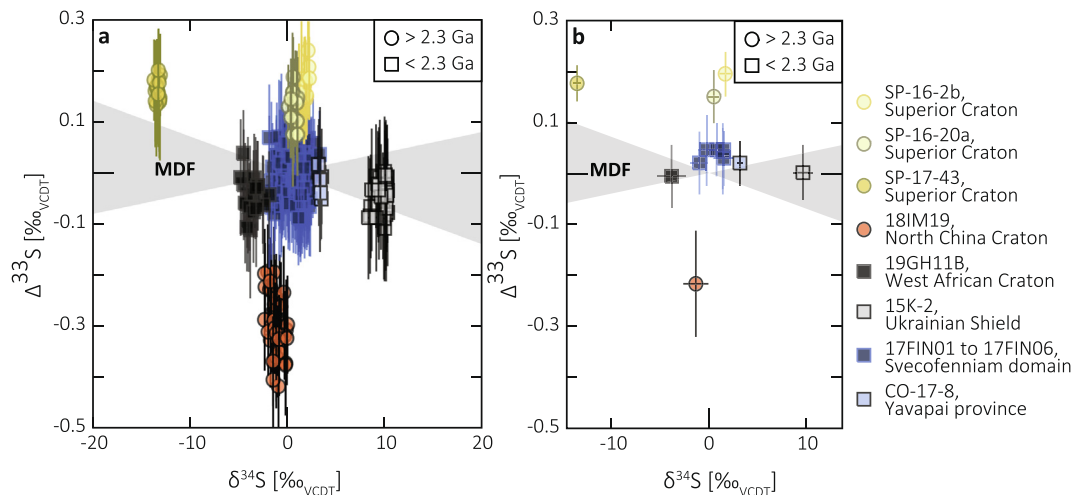 a
> 2.3 Ga
< 2.3 Ga
MDF
0.3
0.1
-0.1
-0.3
-0.5
-20
-10
0
10
20
Δ³³S [‰VCDT]
δ³⁴S [‰VCDT]
b
> 2.3 Ga
< 2.3 Ga
MDF
0.3
0.1
-0.1
-0.3
-0.5
-10
0
10
Δ³³S [‰VCDT]
δ³⁴S [‰VCDT]
SP-16-2b,
Superior Craton
SP-16-20a,
Superior Craton
SP-17-43,
Superior Craton
18IM19,
North China Craton
19GH11B,
West African Craton
15K-2,
Ukrainian Shield
17FIN01 to 17FIN06,
Svecofenniam domain
CO-17-8,
Yavapai province